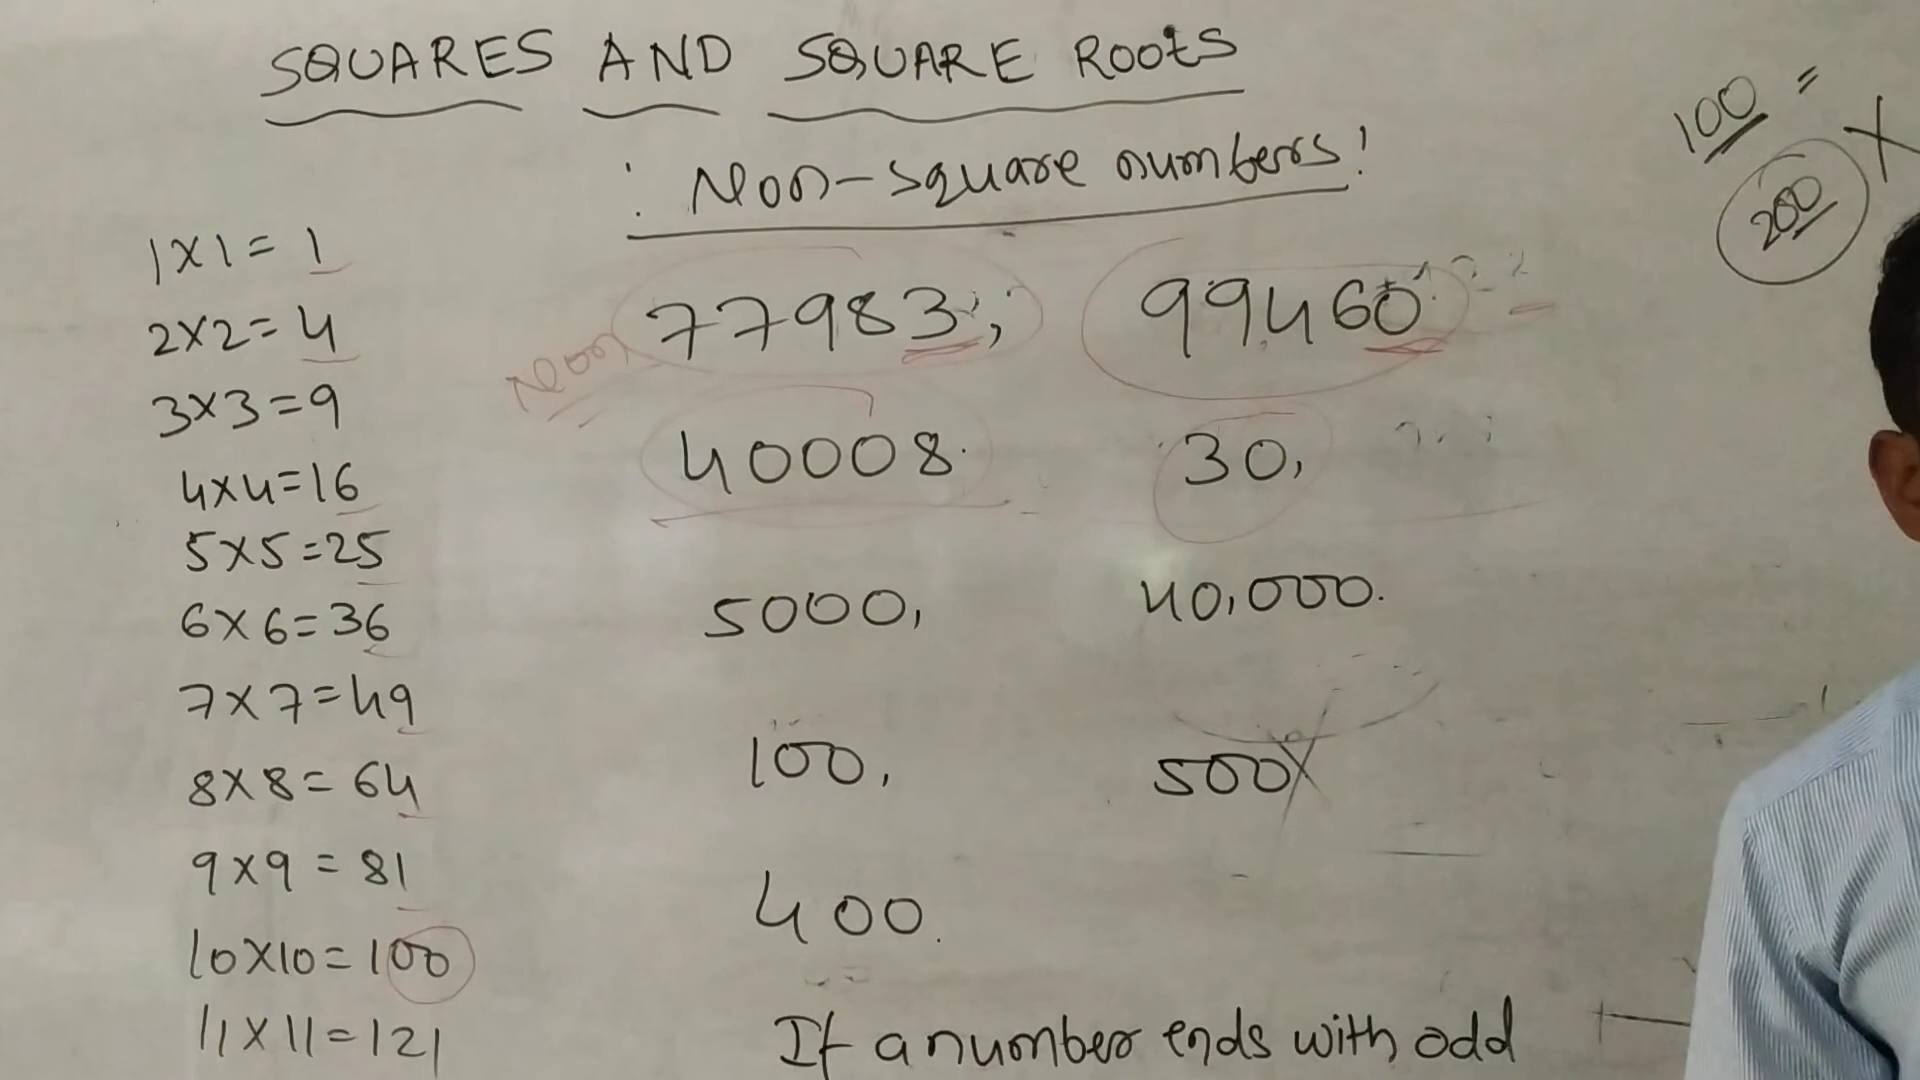 SQUARES AND SQUARE ROOTS
: Non-square numbers!
100 =
200 X
1X1= 1
2X2= 4
3X3=9
4X4=16
5X5=25
6X6=36
7X7=49
8X8= 64
9X9= 81
10X10=100
11X11=121
Non
77983; 99460
40008. 30,
5000, 40,000.
100, 500X
400.
If a number ends with odd